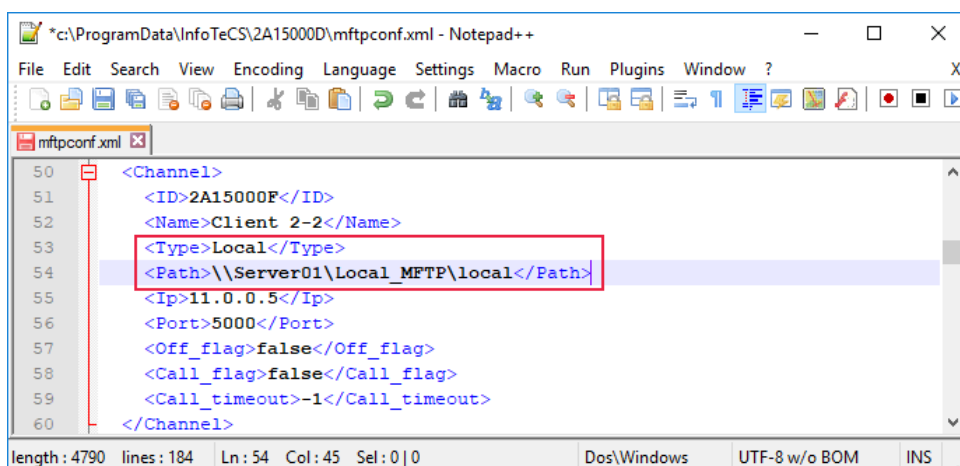 *c:\ProgramData\InfoTeCS\2A15000D\mftpconf.xml - Notepad++
File Edit Search View Encoding Language Settings Macro Run Plugins Window ? X
mftpconf.xml
50 <Channel>
51 <ID>2A15000F</ID>
52 <Name>Client 2-2</Name>
53 <Type>Local</Type>
54 <Path>\\Server01\Local_MFTP\local</Path>
55 <Ip>11.0.0.5</Ip>
56 <Port>5000</Port>
57 <Off_flag>false</Off_flag>
58 <Call_flag>false</Call_flag>
59 <Call_timeout>-1</Call_timeout>
60 </Channel>
length : 4790 lines : 184 Ln : 54 Col : 45 Sel : 0 | 0 Dos\Windows UTF-8 w/o BOM INS